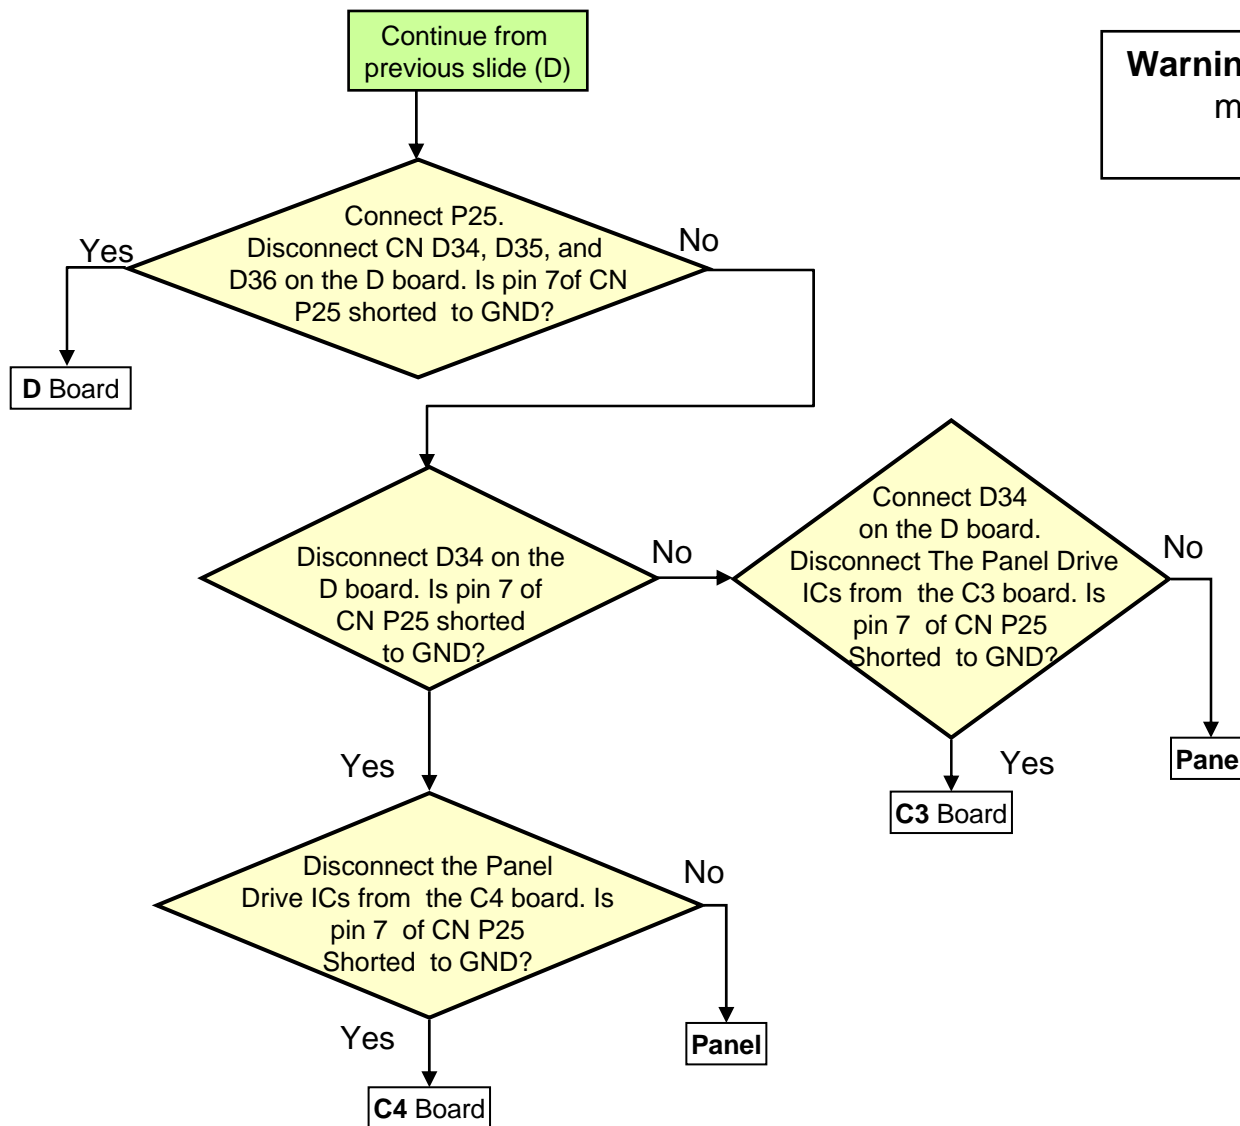 Continue from
previous slide (D)
Warnin
m
Connect P25.
Disconnect CN D34, D35, and
D36 on the D board. Is pin 7of CN
P25 shorted  to GND?
Yes
No
D Board
Disconnect D34 on the
D board. Is pin 7 of
CN P25 shorted
to GND?
No
Connect D34
on the D board.
Disconnect The Panel Drive
ICs from  the C3 board. Is
pin 7  of CN P25
Shorted  to GND?
No
Yes
Yes
Pane
C3 Board
Disconnect the Panel
Drive ICs from  the C4 board. Is
pin 7  of CN P25
Shorted  to GND?
No
Yes
Panel
C4 Board